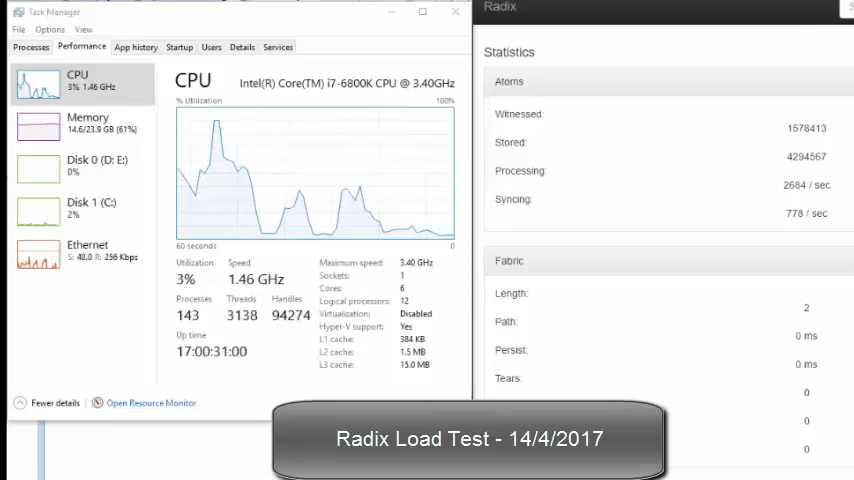 Task Manager
File Options View
Processes Performance App history Startup Users Details Services
CPU
3% 1.46 GHz
Memory
14.6/23.9 GB (61%)
Disk 0 (D: E:)
0%
Disk 1 (C:)
2%
Ethernet
S: 48.0 R: 256 Kbps
CPU Intel(R) Core(TM) i7-6800K CPU @ 3.40GHz
% Utilization 100%
60 seconds 0
Utilization Speed
3% 1.46 GHz
Processes Threads Handles
143 3138 94274
Up time
17:00:31:00
Maximum speed: 3.40 GHz
Sockets: 1
Cores: 6
Logical processors: 12
Virtualization: Disabled
Hyper-V support: Yes
L1 cache: 384 KB
L2 cache: 1.5 MB
L3 cache: 15.0 MB
Fewer details Open Resource Monitor
Radix
Statistics
Atoms
Witnessed:
1578413
Stored:
4294567
Processing:
2684 / sec
Syncing:
778 / sec
Fabric
Length:
2
Path:
0 ms
Persist:
0 ms
Tears:
0
0
0
Radix Load Test - 14/4/2017